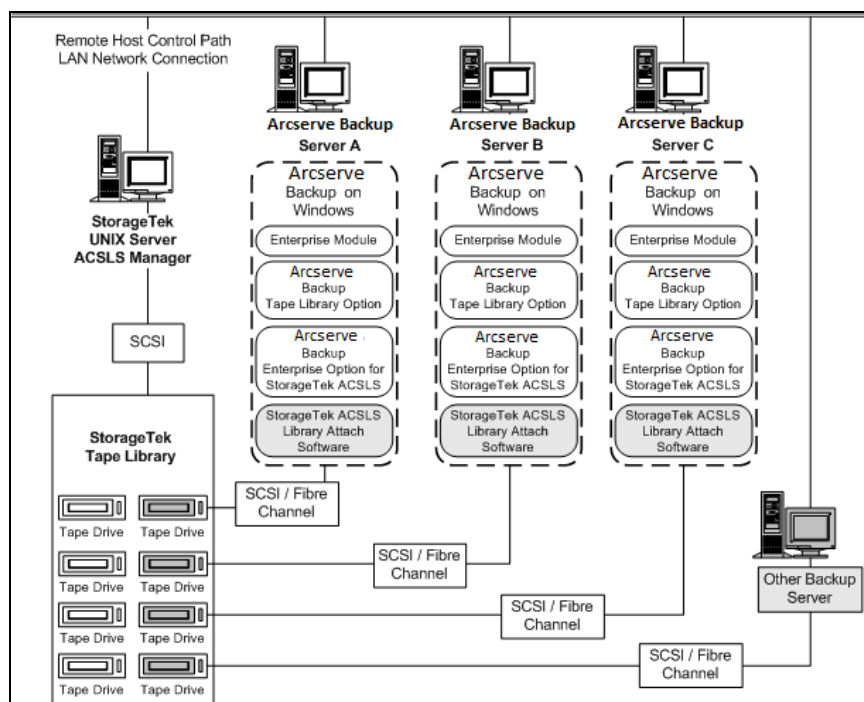 Remote Host Control Path
LAN Network Connection
StorageTek
UNIX Server
ACSLS Manager
SCSI
StorageTek
Tape Library
Tape Drive
Tape Drive
Tape Drive
Tape Drive
Tape Drive
Tape Drive
Tape Drive
Tape Drive
Arcserve Backup
Server A
Arcserve
Backup on
Windows
Enterprise Module
Arcserve
Backup
Tape Library Option
Arcserve
Backup
Enterprise Option for
StorageTek ACSLS
StorageTek ACSLS
Library Attach
Software
SCSI / Fibre
Channel
Arcserve Backup
Server B
Arcserve
Backup on
Windows
Enterprise Module
Arcserve
Backup
Tape Library Option
Arcserve
Backup
Enterprise Option for
StorageTek ACSLS
StorageTek ACSLS
Library Attach
Software
SCSI / Fibre
Channel
Arcserve Backup
Server C
Arcserve
Backup on
Windows
Enterprise Module
Arcserve
Backup
Tape Library Option
Arcserve
Backup
Enterprise Option for
StorageTek ACSLS
StorageTek ACSLS
Library Attach
Software
SCSI / Fibre
Channel
Other Backup
Server
SCSI / Fibre
Channel